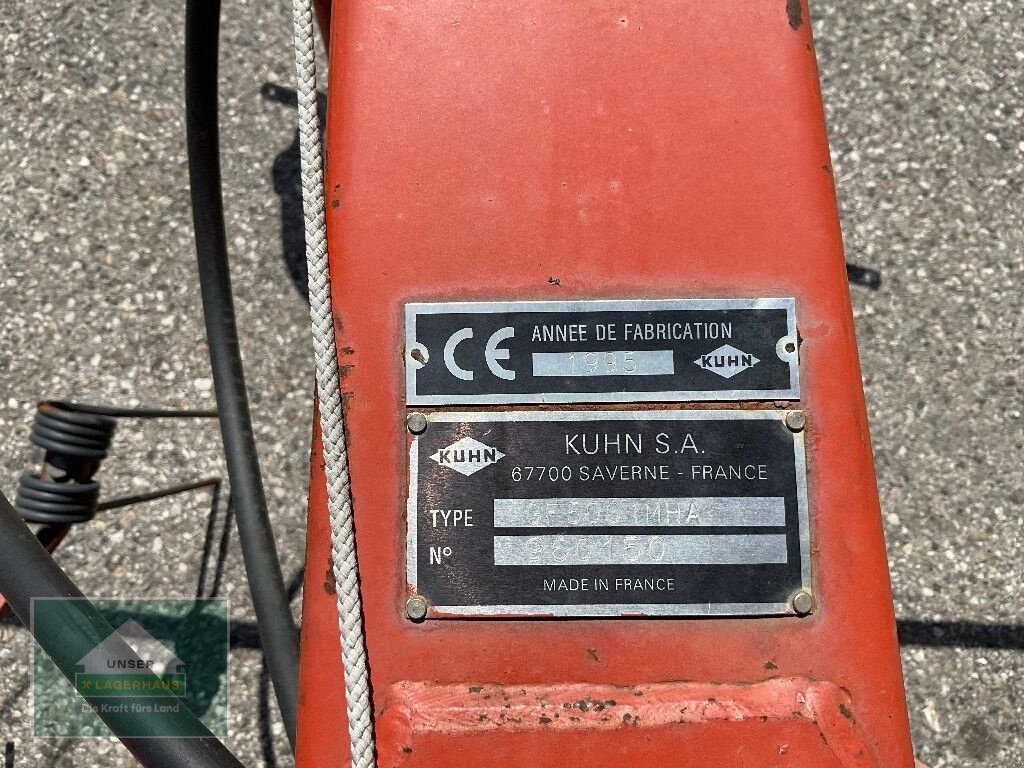 CE ANNEE DE FABRICATION
1995 KUHN
KUHN KUHN S.A.
67700 SAVERNE - FRANCE
TYPE
N°
MADE IN FRANCE
UNSER
X LAGERHAUS
Die Kraft fürs Land